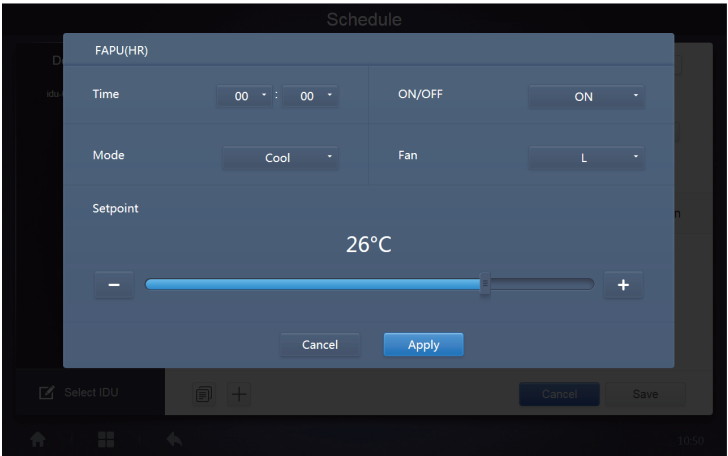 Schedule
FAPU(HR)
Time 00 : 00 ON/OFF ON
Mode Cool Fan L
Setpoint
26°C
− +
Cancel Apply
Select IDU Cancel Save
10:50